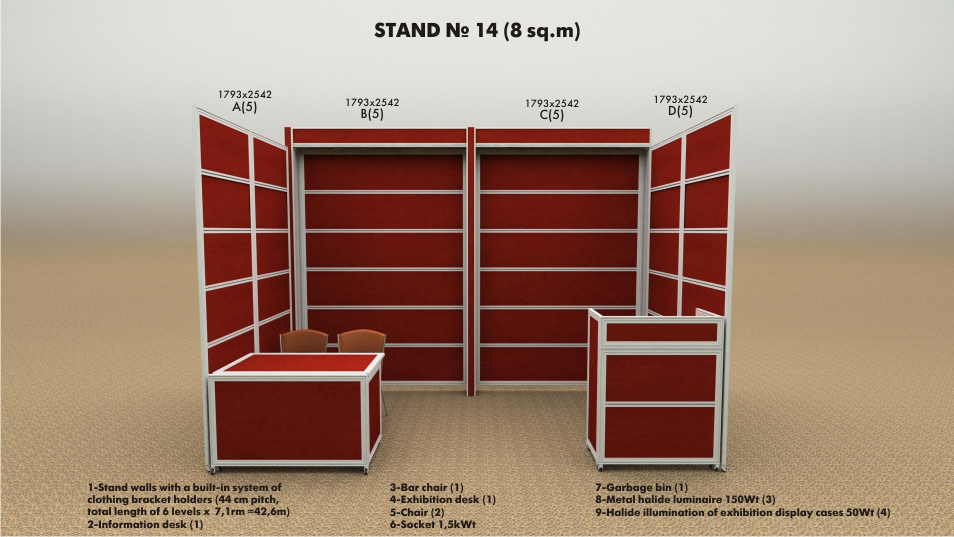 STAND № 14 (8 sq.m)
1793x2542
A(5)
1793x2542
B(5)
1793x2542
C(5)
1793x2542
D(5)
1-Stand walls with a built-in system of
clothing bracket holders (44 cm pitch,
total length of 6 levels x 7,1rm =42,6m)
2-Information desk (1)
3-Bar chair (1)
4-Exhibition desk (1)
5-Chair (2)
6-Socket 1,5kWt
7-Garbage bin (1)
8-Metal halide luminaire 150Wt (3)
9-Halide illumination of exhibition display cases 50Wt (4)